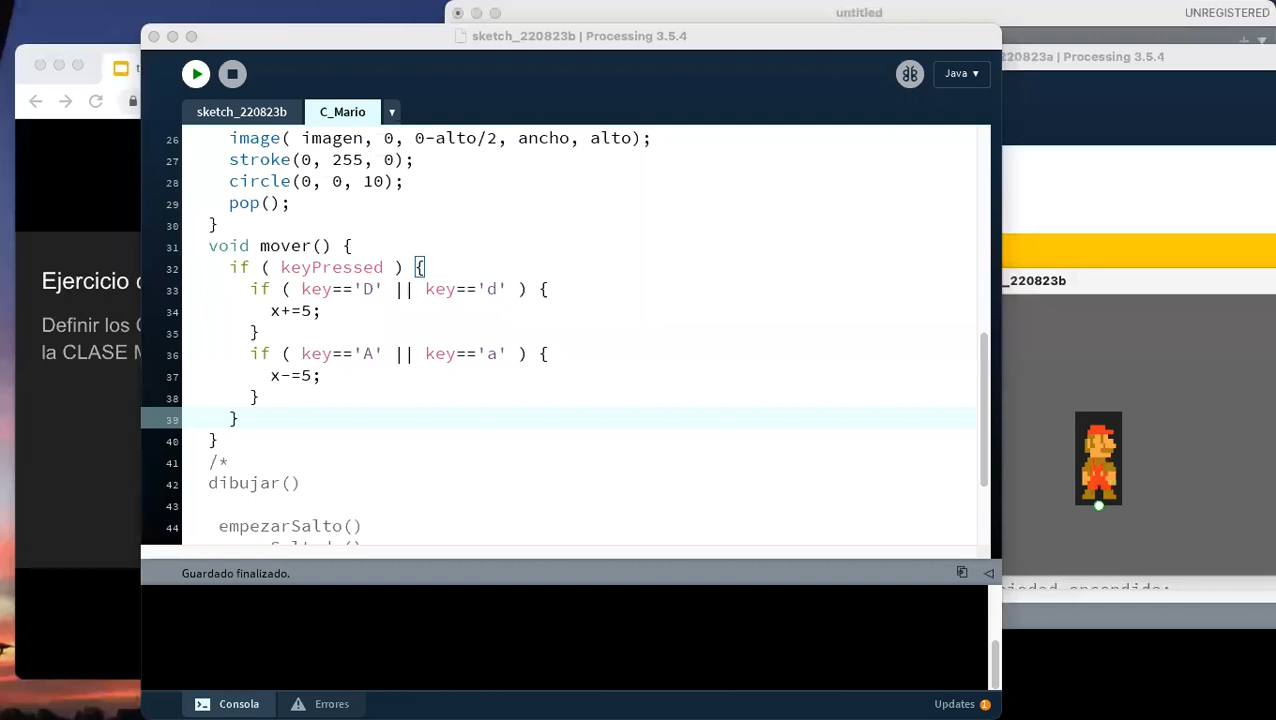 untitled
UNREGISTERED
sketch_220823b | Processing 3.5.4
220823a | Processing 3.5.4
Java ▾
sketch_220823b
C_Mario
26 image( imagen, 0, 0-alto/2, ancho, alto);
27 stroke(0, 255, 0);
28 circle(0, 0, 10);
29 pop();
30 }
31 void mover() {
32 if ( keyPressed ) {
33 if ( key=='D' || key=='d' ) {
34 x+=5;
35 }
36 if ( key=='A' || key=='a' ) {
37 x-=5;
38 }
39 }
40 }
41 /*
42 dibujar()
43
44 empezarSalto()
Guardado finalizado.
Consola
Errores
Updates 1
Ejercicio
Definir los
la CLASE
_220823b
encendido: